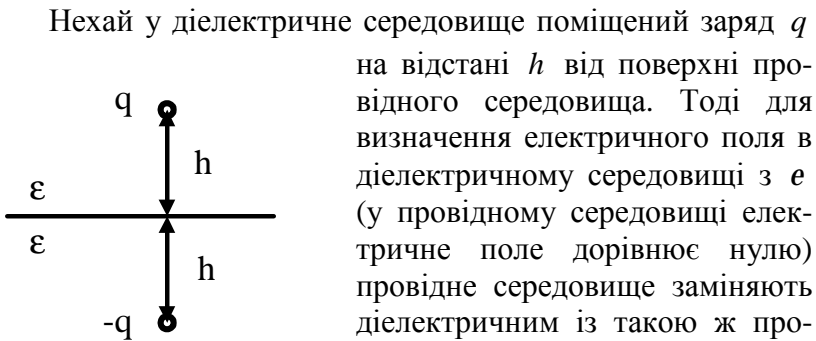 Нехай у діелектричне середовище поміщений заряд q
на відстані h від поверхні про-
відного середовища. Тоді для
визначення електричного поля в
діелектричному середовищі з e
(у провідному середовищі елек-
тричне поле дорівнює нулю)
провідне середовище заміняють
діелектричним із такою ж про-
q
h
ε
ε
h
-q